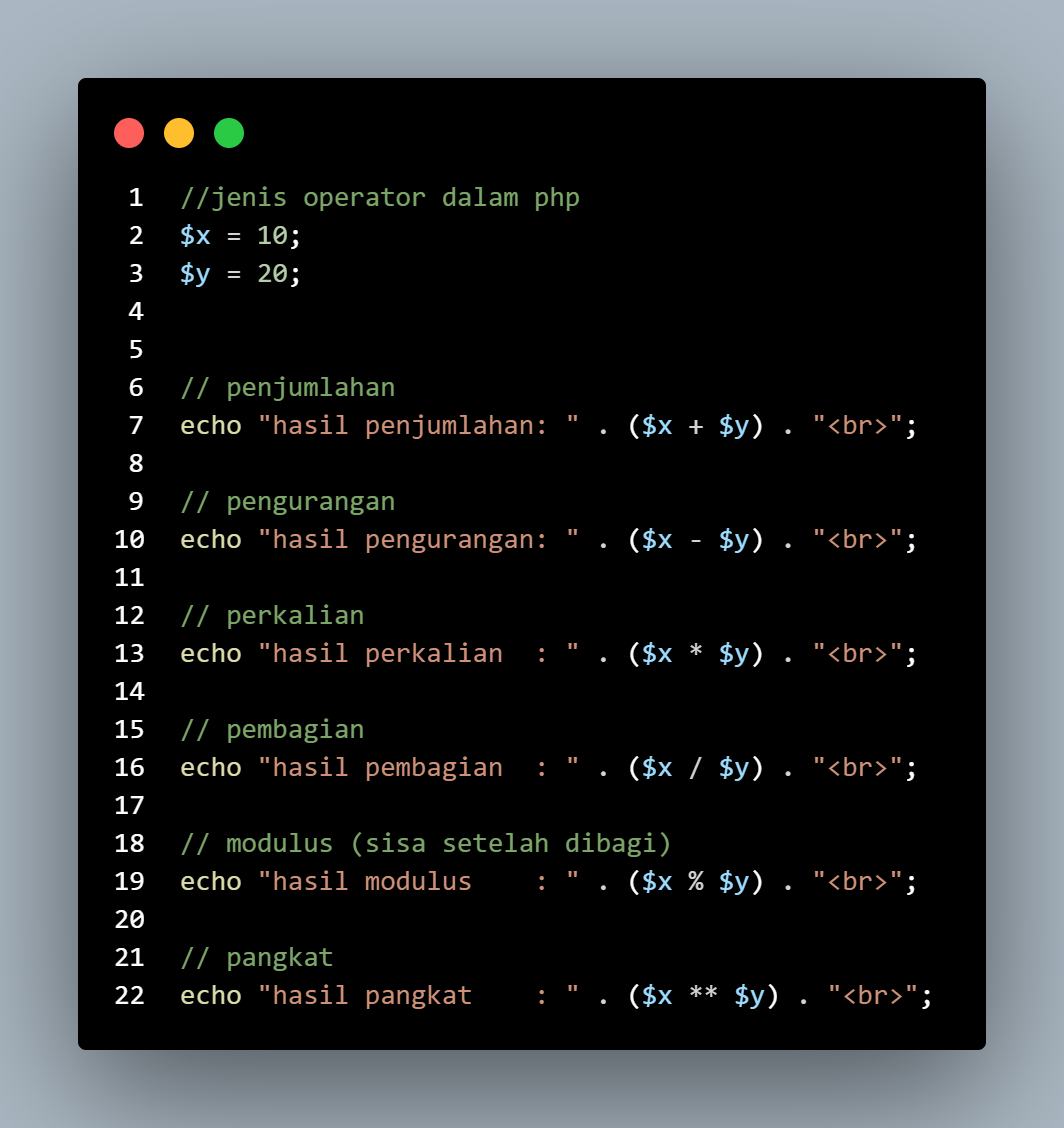 1 //jenis operator dalam php
2 $x = 10;
3 $y = 20;
4
5
6 // penjumlahan
7 echo "hasil penjumlahan: " . ($x + $y) . "<br>";
8
9 // pengurangan
10 echo "hasil pengurangan: " . ($x - $y) . "<br>";
11
12 // perkalian
13 echo "hasil perkalian  : " . ($x * $y) . "<br>";
14
15 // pembagian
16 echo "hasil pembagian  : " . ($x / $y) . "<br>";
17
18 // modulus (sisa setelah dibagi)
19 echo "hasil modulus    : " . ($x % $y) . "<br>";
20
21 // pangkat
22 echo "hasil pangkat    : " . ($x ** $y) . "<br>";